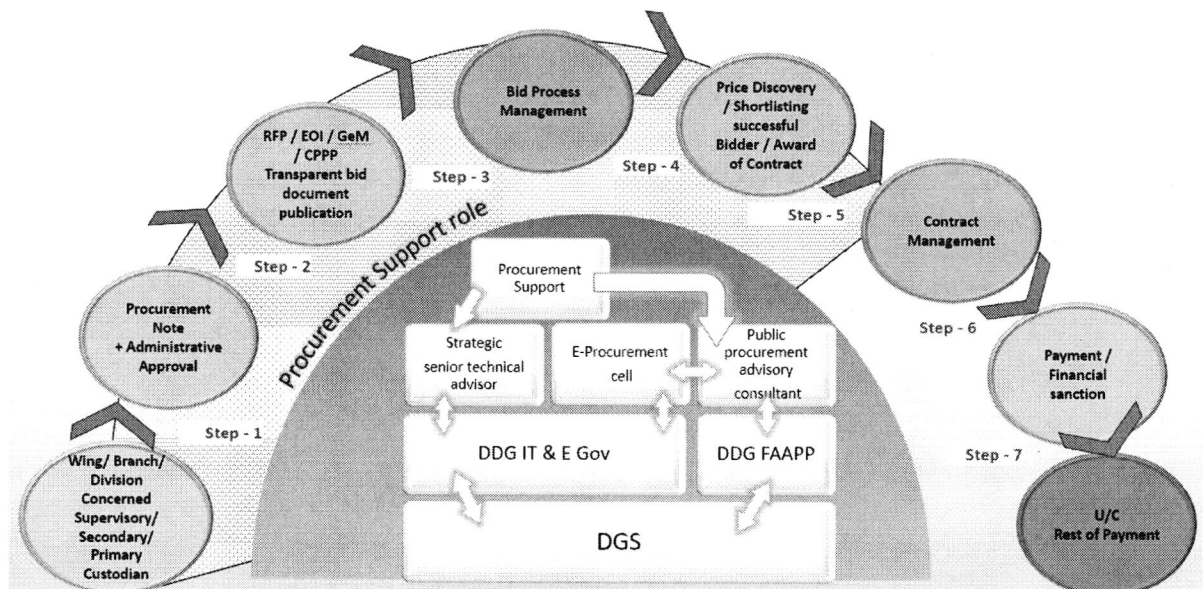 Wing/ Branch/
Division
Concerned
Supervisory/
Secondary/
Primary
Custodian
Step - 1
Procurement
Note
+ Administrative
Approval
Step - 2
RFP / EOI / GeM
/ CPPP
Transparent bid
document
publication
Step - 3
Bid Process
Management
Step - 4
Price Discovery
/ Shortlisting
successful
Bidder / Award
of Contract
Step - 5
Contract
Management
Step - 6
Payment /
Financial
sanction
Step - 7
U/C
Rest of Payment
Procurement Support role
Procurement
Support
Strategic
senior technical
advisor
E-Procurement
cell
Public
procurement
advisory
consultant
DDG IT & E Gov
DDG FAAPP
DGS